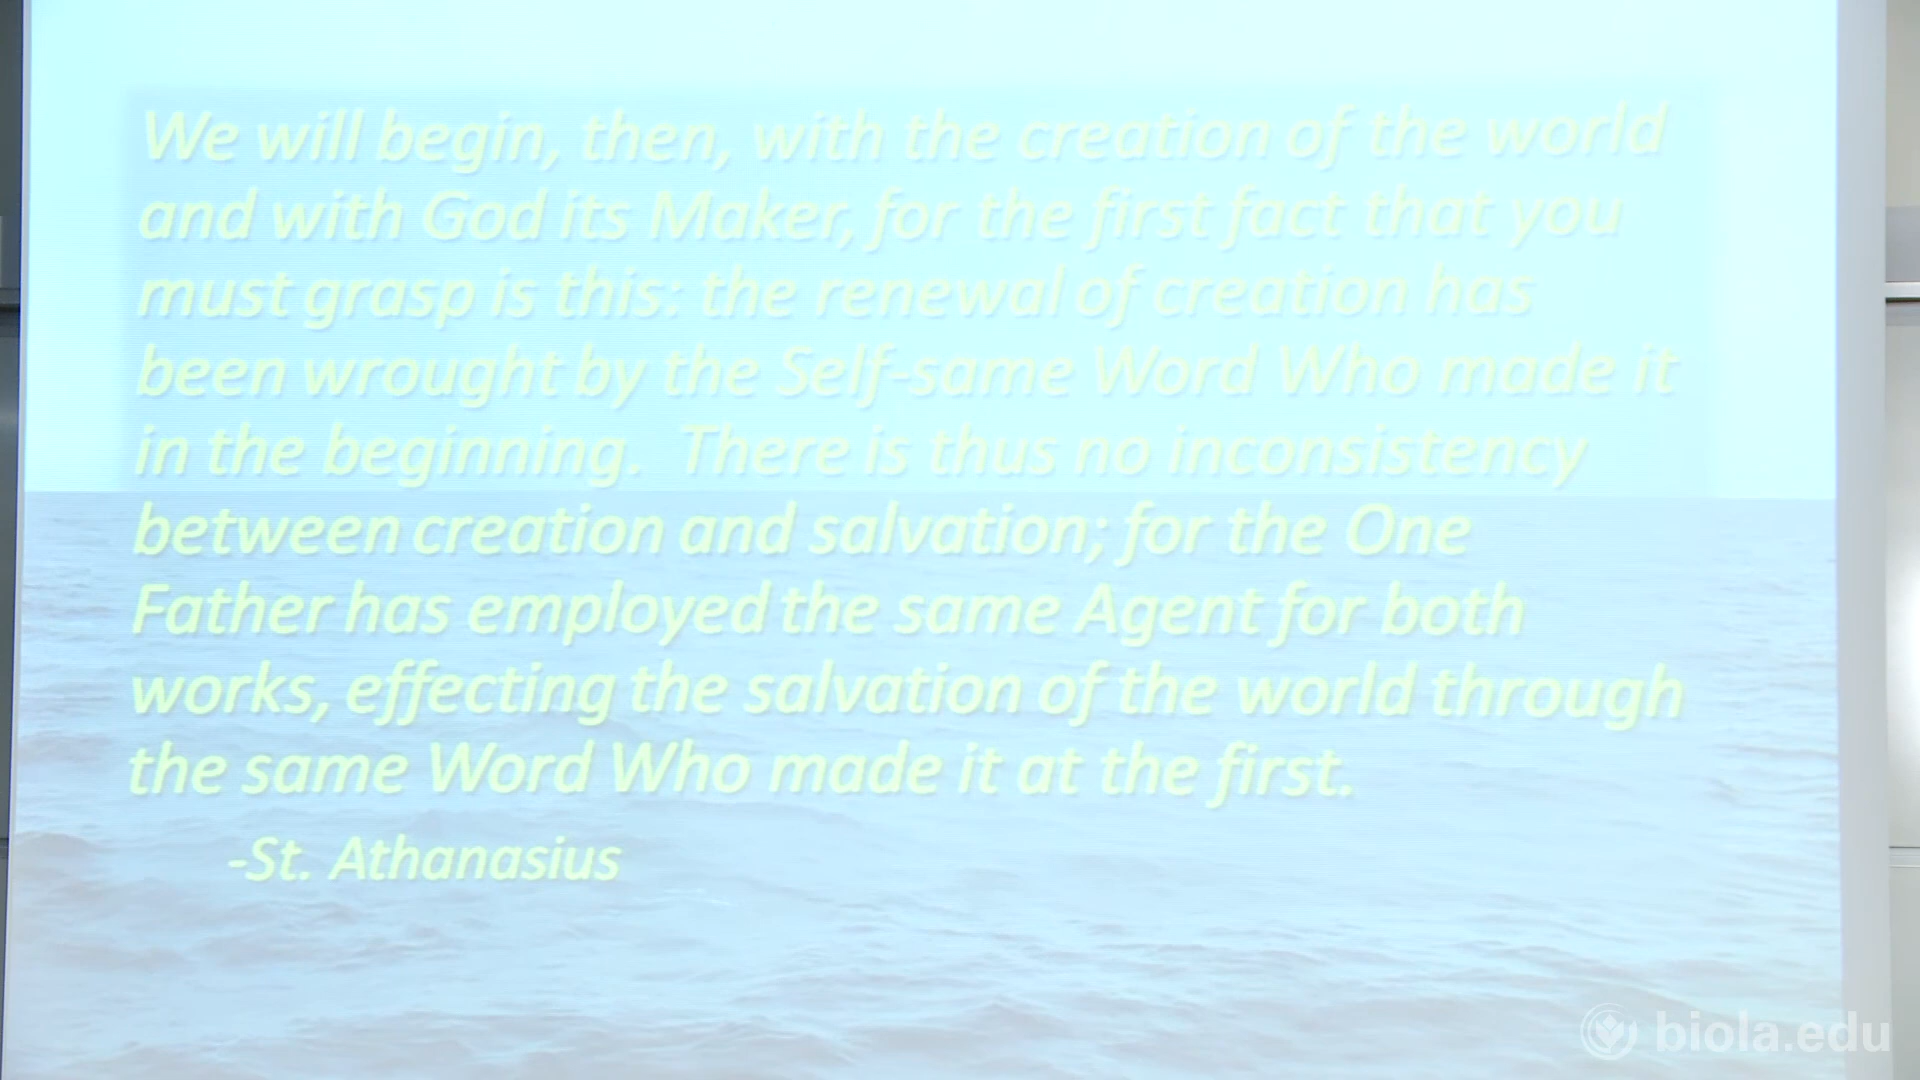 We will begin, then, with the creation of the world
and with God its Maker, for the first fact that you
must grasp is this: the renewal of creation has
been wrought by the Self-same Word Who made it
in the beginning.  There is thus no inconsistency
between creation and salvation; for the One
Father has employed the same Agent for both
works, effecting the salvation of the world through
the same Word Who made it at the first.
-St. Athanasius
biola.edu